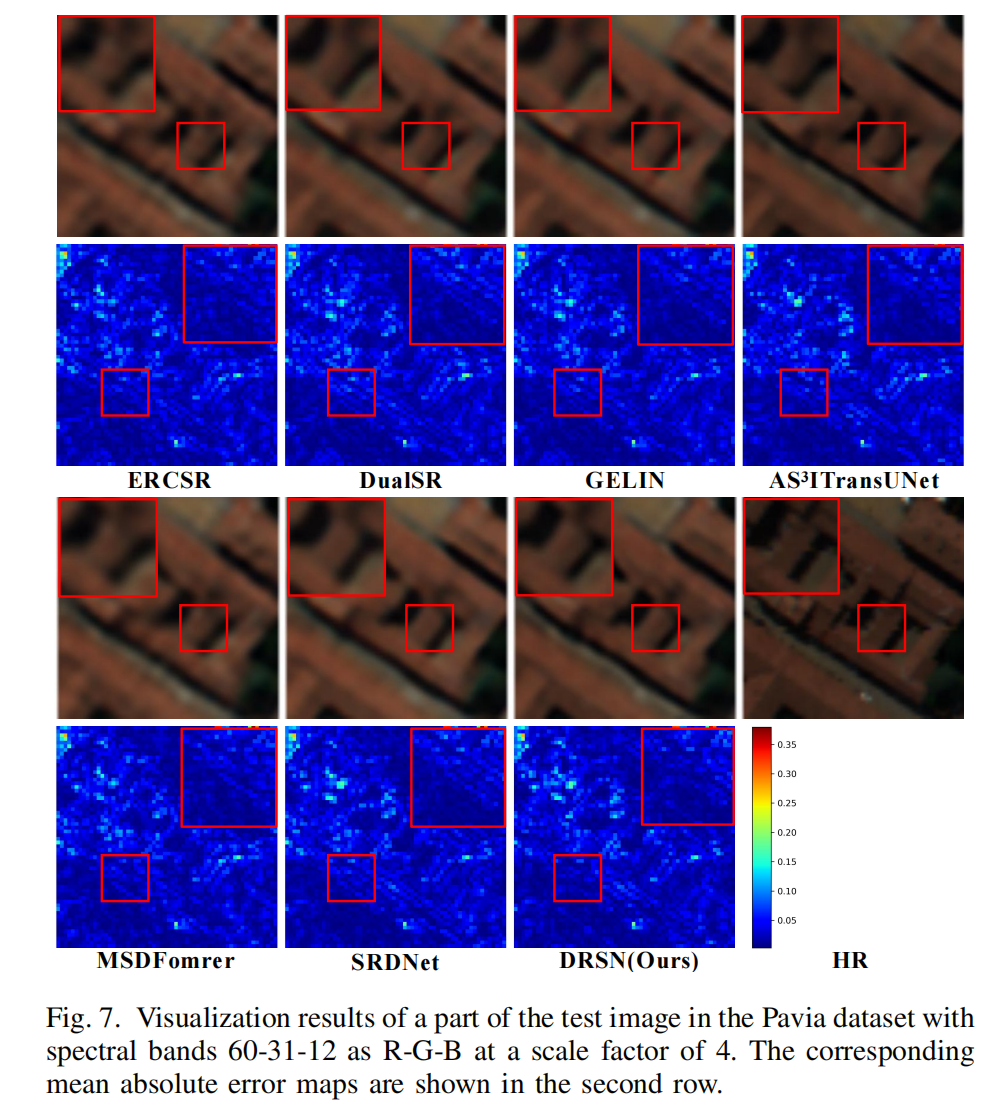 ERCSR DualSR GELIN AS³ITransUNet
0.35
0.30
0.25
0.20
0.15
0.10
0.05
MSDFomrer SRDNet DRSN(Ours) HR
Fig. 7. Visualization results of a part of the test image in the Pavia dataset with
spectral bands 60-31-12 as R-G-B at a scale factor of 4. The corresponding
mean absolute error maps are shown in the second row.